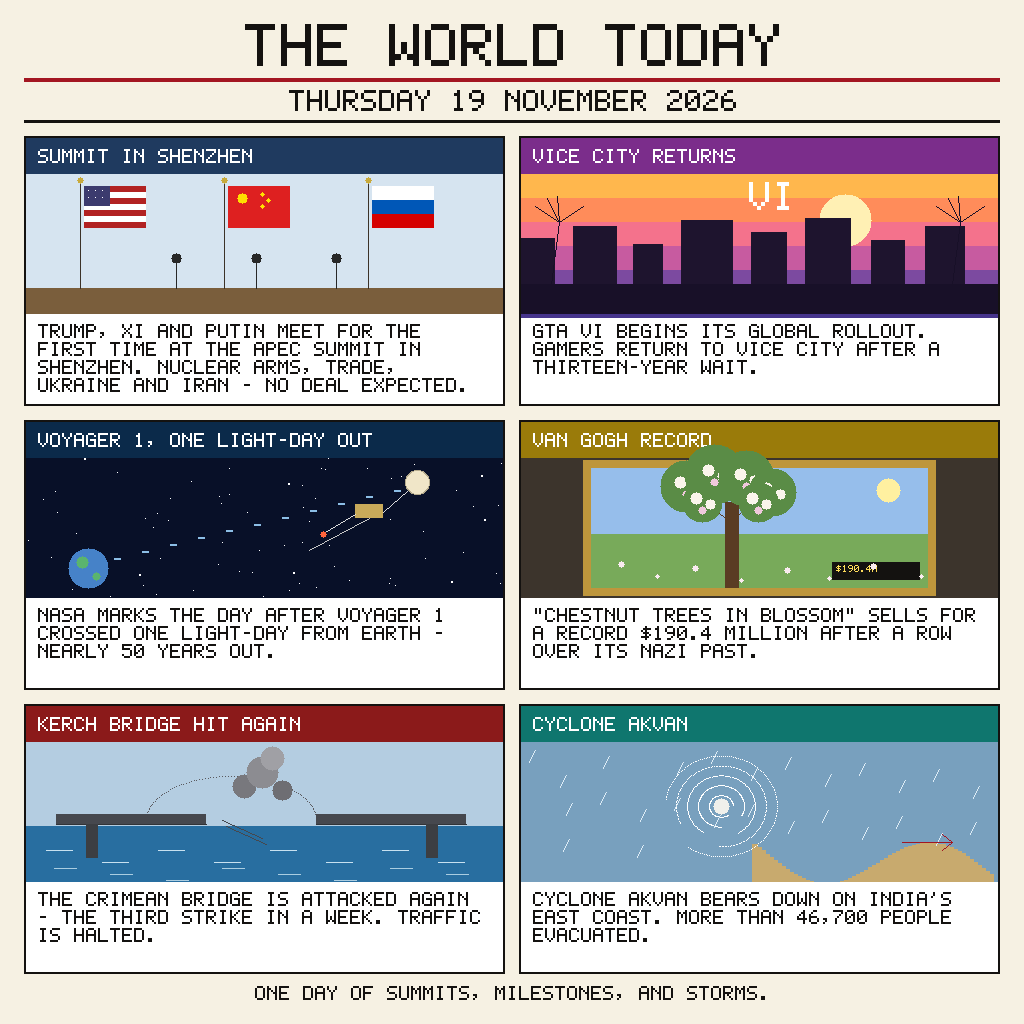 THE WORLD TODAY
THURSDAY 19 NOVEMBER 2026
SUMMIT IN SHENZHEN
TRUMP, XI AND PUTIN MEET FOR THE
FIRST TIME AT THE APEC SUMMIT IN
SHENZHEN. NUCLEAR ARMS, TRADE,
UKRAINE AND IRAN - NO DEAL EXPECTED.
VICE CITY RETURNS
VI
GTA VI BEGINS ITS GLOBAL ROLLOUT.
GAMERS RETURN TO VICE CITY AFTER A
THIRTEEN-YEAR WAIT.
VOYAGER 1, ONE LIGHT-DAY OUT
NASA MARKS THE DAY AFTER VOYAGER 1
CROSSED ONE LIGHT-DAY FROM EARTH -
NEARLY 50 YEARS OUT.
VAN GOGH RECORD
$190.4M
"CHESTNUT TREES IN BLOSSOM" SELLS FOR
A RECORD $190.4 MILLION AFTER A ROW
OVER ITS NAZI PAST.
KERCH BRIDGE HIT AGAIN
THE CRIMEAN BRIDGE IS ATTACKED AGAIN
- THE THIRD STRIKE IN A WEEK. TRAFFIC
IS HALTED.
CYCLONE AKVAN
CYCLONE AKVAN BEARS DOWN ON INDIA'S
EAST COAST. MORE THAN 46,700 PEOPLE
EVACUATED.
ONE DAY OF SUMMITS, MILESTONES, AND STORMS.